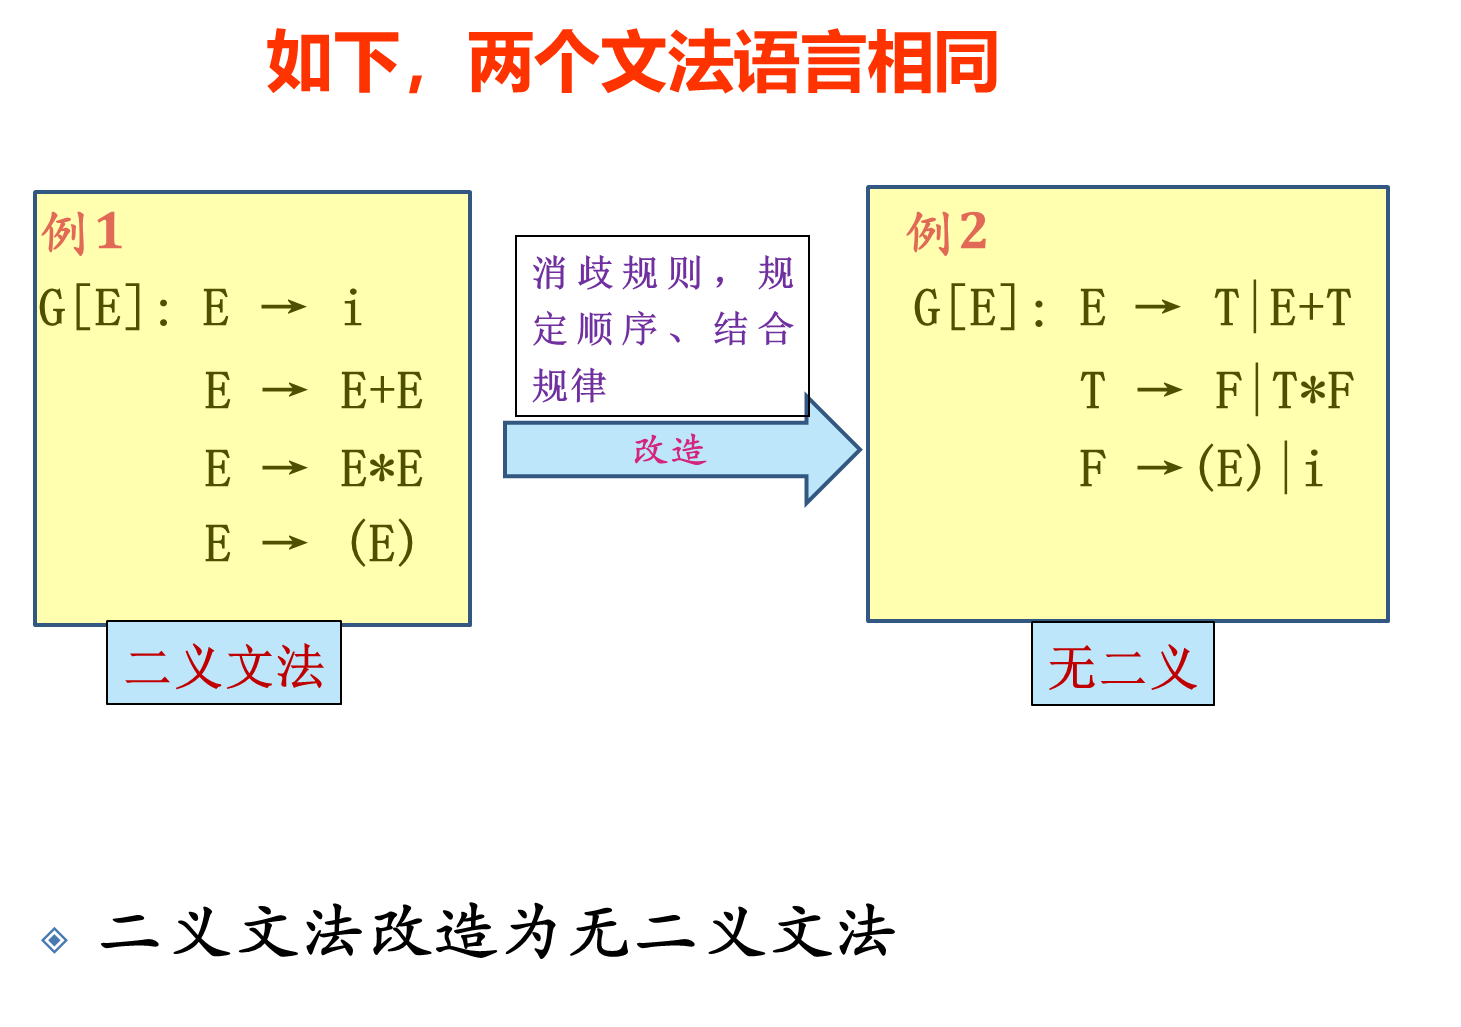 如下，两个文法语言相同
例1
G[E]: E → i
E → E+E
E → E*E
E → (E)
二义文法
消歧规则，规
定顺序、结合
规律
改造
例2
G[E]: E → T|E+T
T → F|T*F
F →(E)|i
无二义
二义文法改造为无二义文法